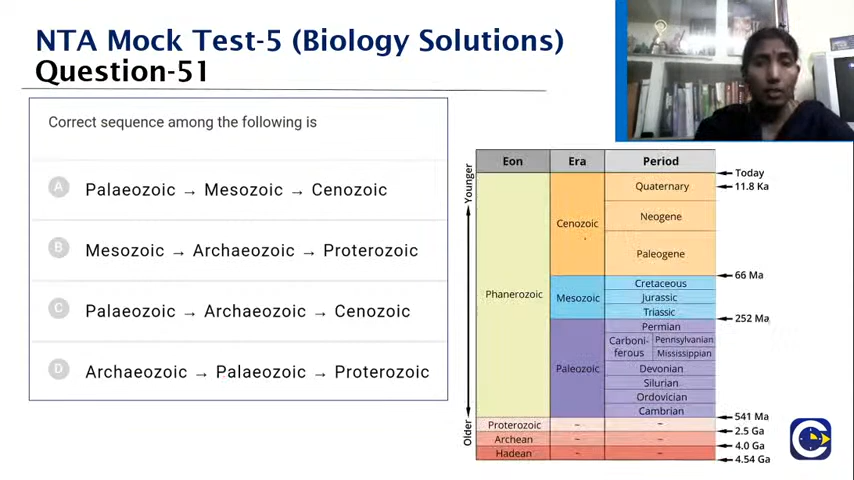 NTA Mock Test-5 (Biology Solutions)
Question-51
Correct sequence among the following is
A Palaeozoic → Mesozoic → Cenozoic
B Mesozoic → Archaeozoic → Proterozoic
C Palaeozoic → Archaeozoic → Cenozoic
D Archaeozoic → Palaeozoic → Proterozoic
Younger
Older
Eon Era Period
Today
Quaternary
11.8 Ka
Neogene
Cenozoic
Paleogene
66 Ma
Phanerozoic
Cretaceous
Mesozoic
Jurassic
Triassic
252 Ma
Permian
Carboni-
ferous
Pennsylvanian
Mississippian
Paleozoic
Devonian
Silurian
Ordovician
Cambrian
541 Ma
Proterozoic – –
2.5 Ga
Archean – –
4.0 Ga
Hadean – –
4.54 Ga